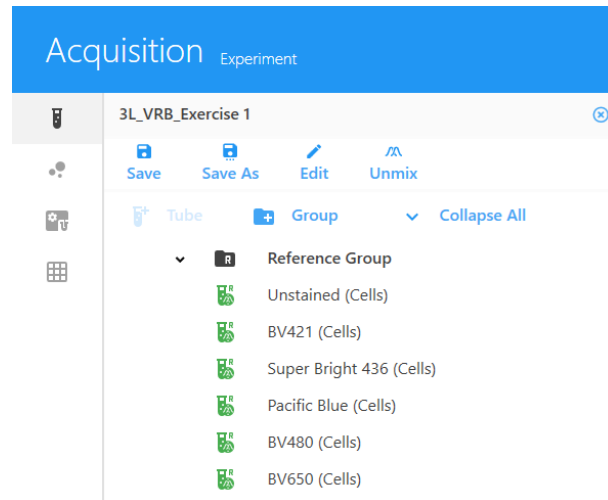 Acquisition Experiment
3L_VRB_Exercise 1
Save Save As Edit Unmix
Tube Group Collapse All
R Reference Group
R Unstained (Cells)
R BV421 (Cells)
R Super Bright 436 (Cells)
R Pacific Blue (Cells)
R BV480 (Cells)
R BV650 (Cells)